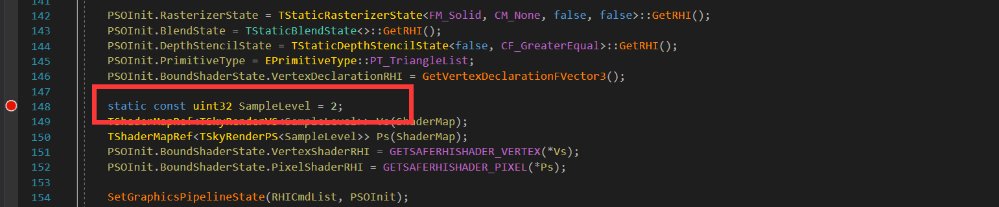 141
142 PSOInit.RasterizerState = TStaticRasterizerState<FM_Solid, CM_None, false, false>::GetRHI();
143 PSOInit.BlendState = TStaticBlendState<>::GetRHI();
144 PSOInit.DepthStencilState = TStaticDepthStencilState<false, CF_GreaterEqual>::GetRHI();
145 PSOInit.PrimitiveType = EPrimitiveType::PT_TriangleList;
146 PSOInit.BoundShaderState.VertexDeclarationRHI = GetVertexDeclarationFVector3();
147
148 static const uint32 SampleLevel = 2;
149 TShaderMapRef<TSkyRenderVS<SampleLevel>> Vs(ShaderMap);
150 TShaderMapRef<TSkyRenderPS<SampleLevel>> Ps(ShaderMap);
151 PSOInit.BoundShaderState.VertexShaderRHI = GETSAFERHISHADER_VERTEX(*Vs);
152 PSOInit.BoundShaderState.PixelShaderRHI = GETSAFERHISHADER_PIXEL(*Ps);
153
154 SetGraphicsPipelineState(RHICmdList, PSOInit);